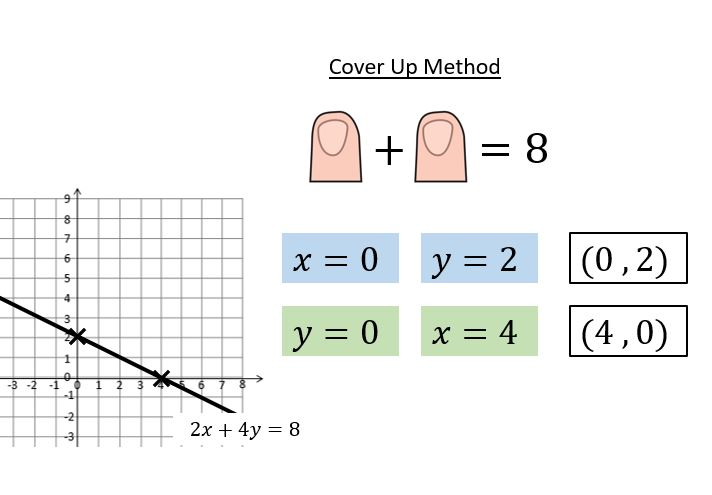 Cover Up Method
+ = 8
x = 0 y = 2 (0 , 2)
y = 0 x = 4 (4 , 0)
9
8
7
6
5
4
3
2
1
0
-3 -2 -1 0 1 2 3 4 5 6 7 8
-1
-2
-3
2x + 4y = 8